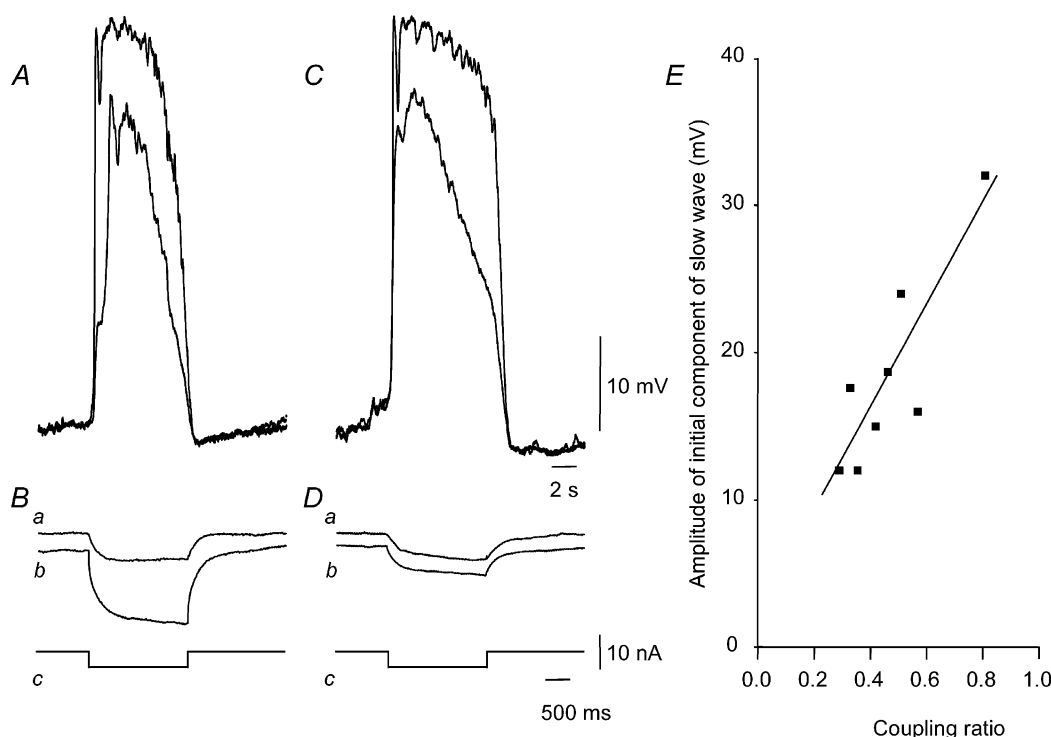 A
C
E
10 mV
2 s
B
a
b
c
D
a
b
c
10 nA
500 ms
Amplitude of initial component of slow wave (mV)
40
30
20
10
0
0.0 0.2 0.4 0.6 0.8 1.0
Coupling ratio